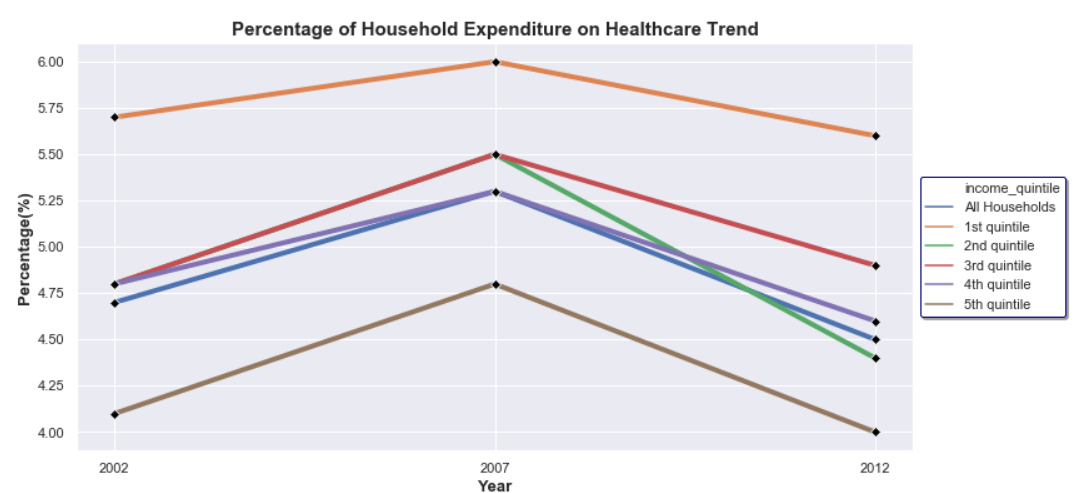 Percentage of Household Expenditure on Healthcare Trend
6.00
5.75
5.50
5.25
5.00
4.75
4.50
4.25
4.00
Percentage(%)
2002 2007 2012
Year
income_quintile
All Households
1st quintile
2nd quintile
3rd quintile
4th quintile
5th quintile